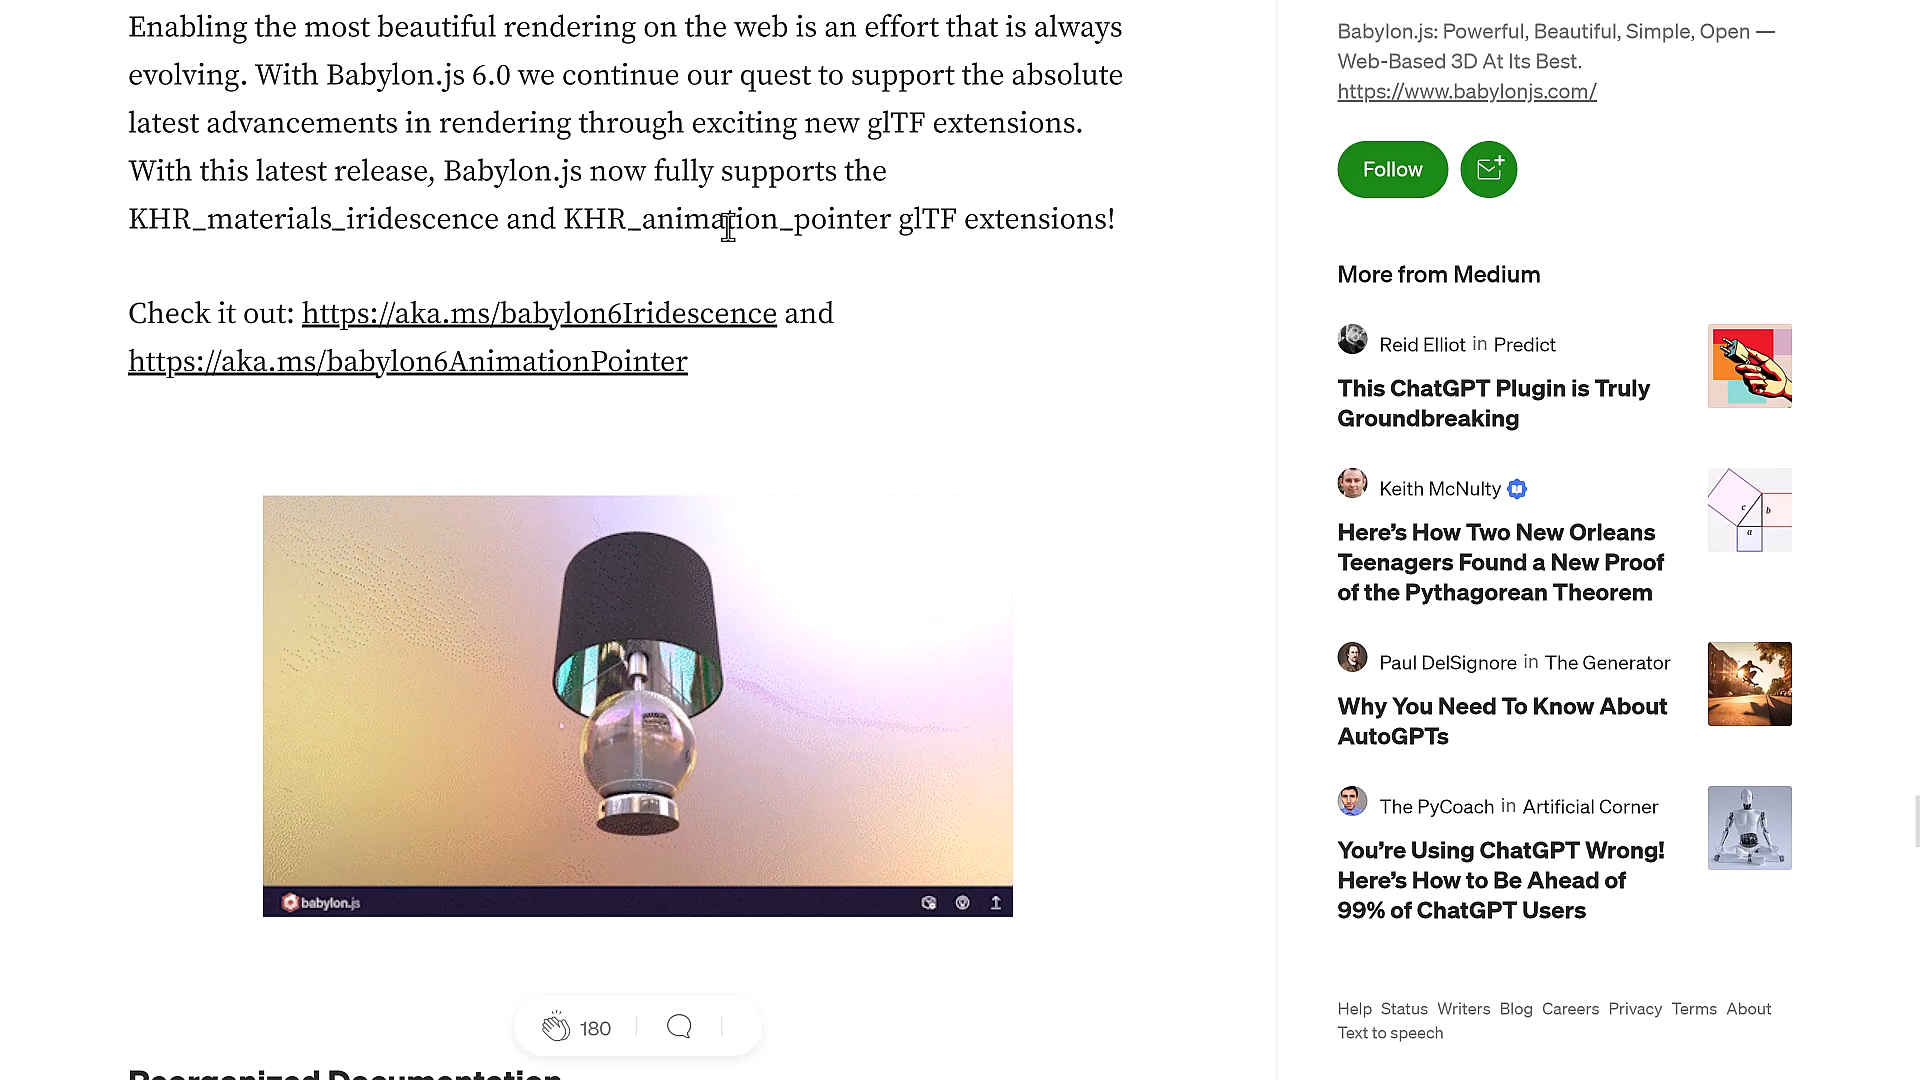 Enabling the most beautiful rendering on the web is an effort that is always
evolving. With Babylon.js 6.0 we continue our quest to support the absolute
latest advancements in rendering through exciting new glTF extensions.
With this latest release, Babylon.js now fully supports the
KHR_materials_iridescence and KHR_animation_pointer glTF extensions!
Check it out: https://aka.ms/babylon6Iridescence and
https://aka.ms/babylon6AnimationPointer
babylon.js
180
Reorganized Documentation
Babylon.js: Powerful, Beautiful, Simple, Open —
Web-Based 3D At Its Best.
https://www.babylonjs.com/
Follow
More from Medium
Reid Elliot in Predict
This ChatGPT Plugin is Truly
Groundbreaking
Keith McNulty
Here’s How Two New Orleans
Teenagers Found a New Proof
of the Pythagorean Theorem
c
b
a
Paul DelSignore in The Generator
Why You Need To Know About
AutoGPTs
The PyCoach in Artificial Corner
You’re Using ChatGPT Wrong!
Here’s How to Be Ahead of
99% of ChatGPT Users
Help Status Writers Blog Careers Privacy Terms About
Text to speech